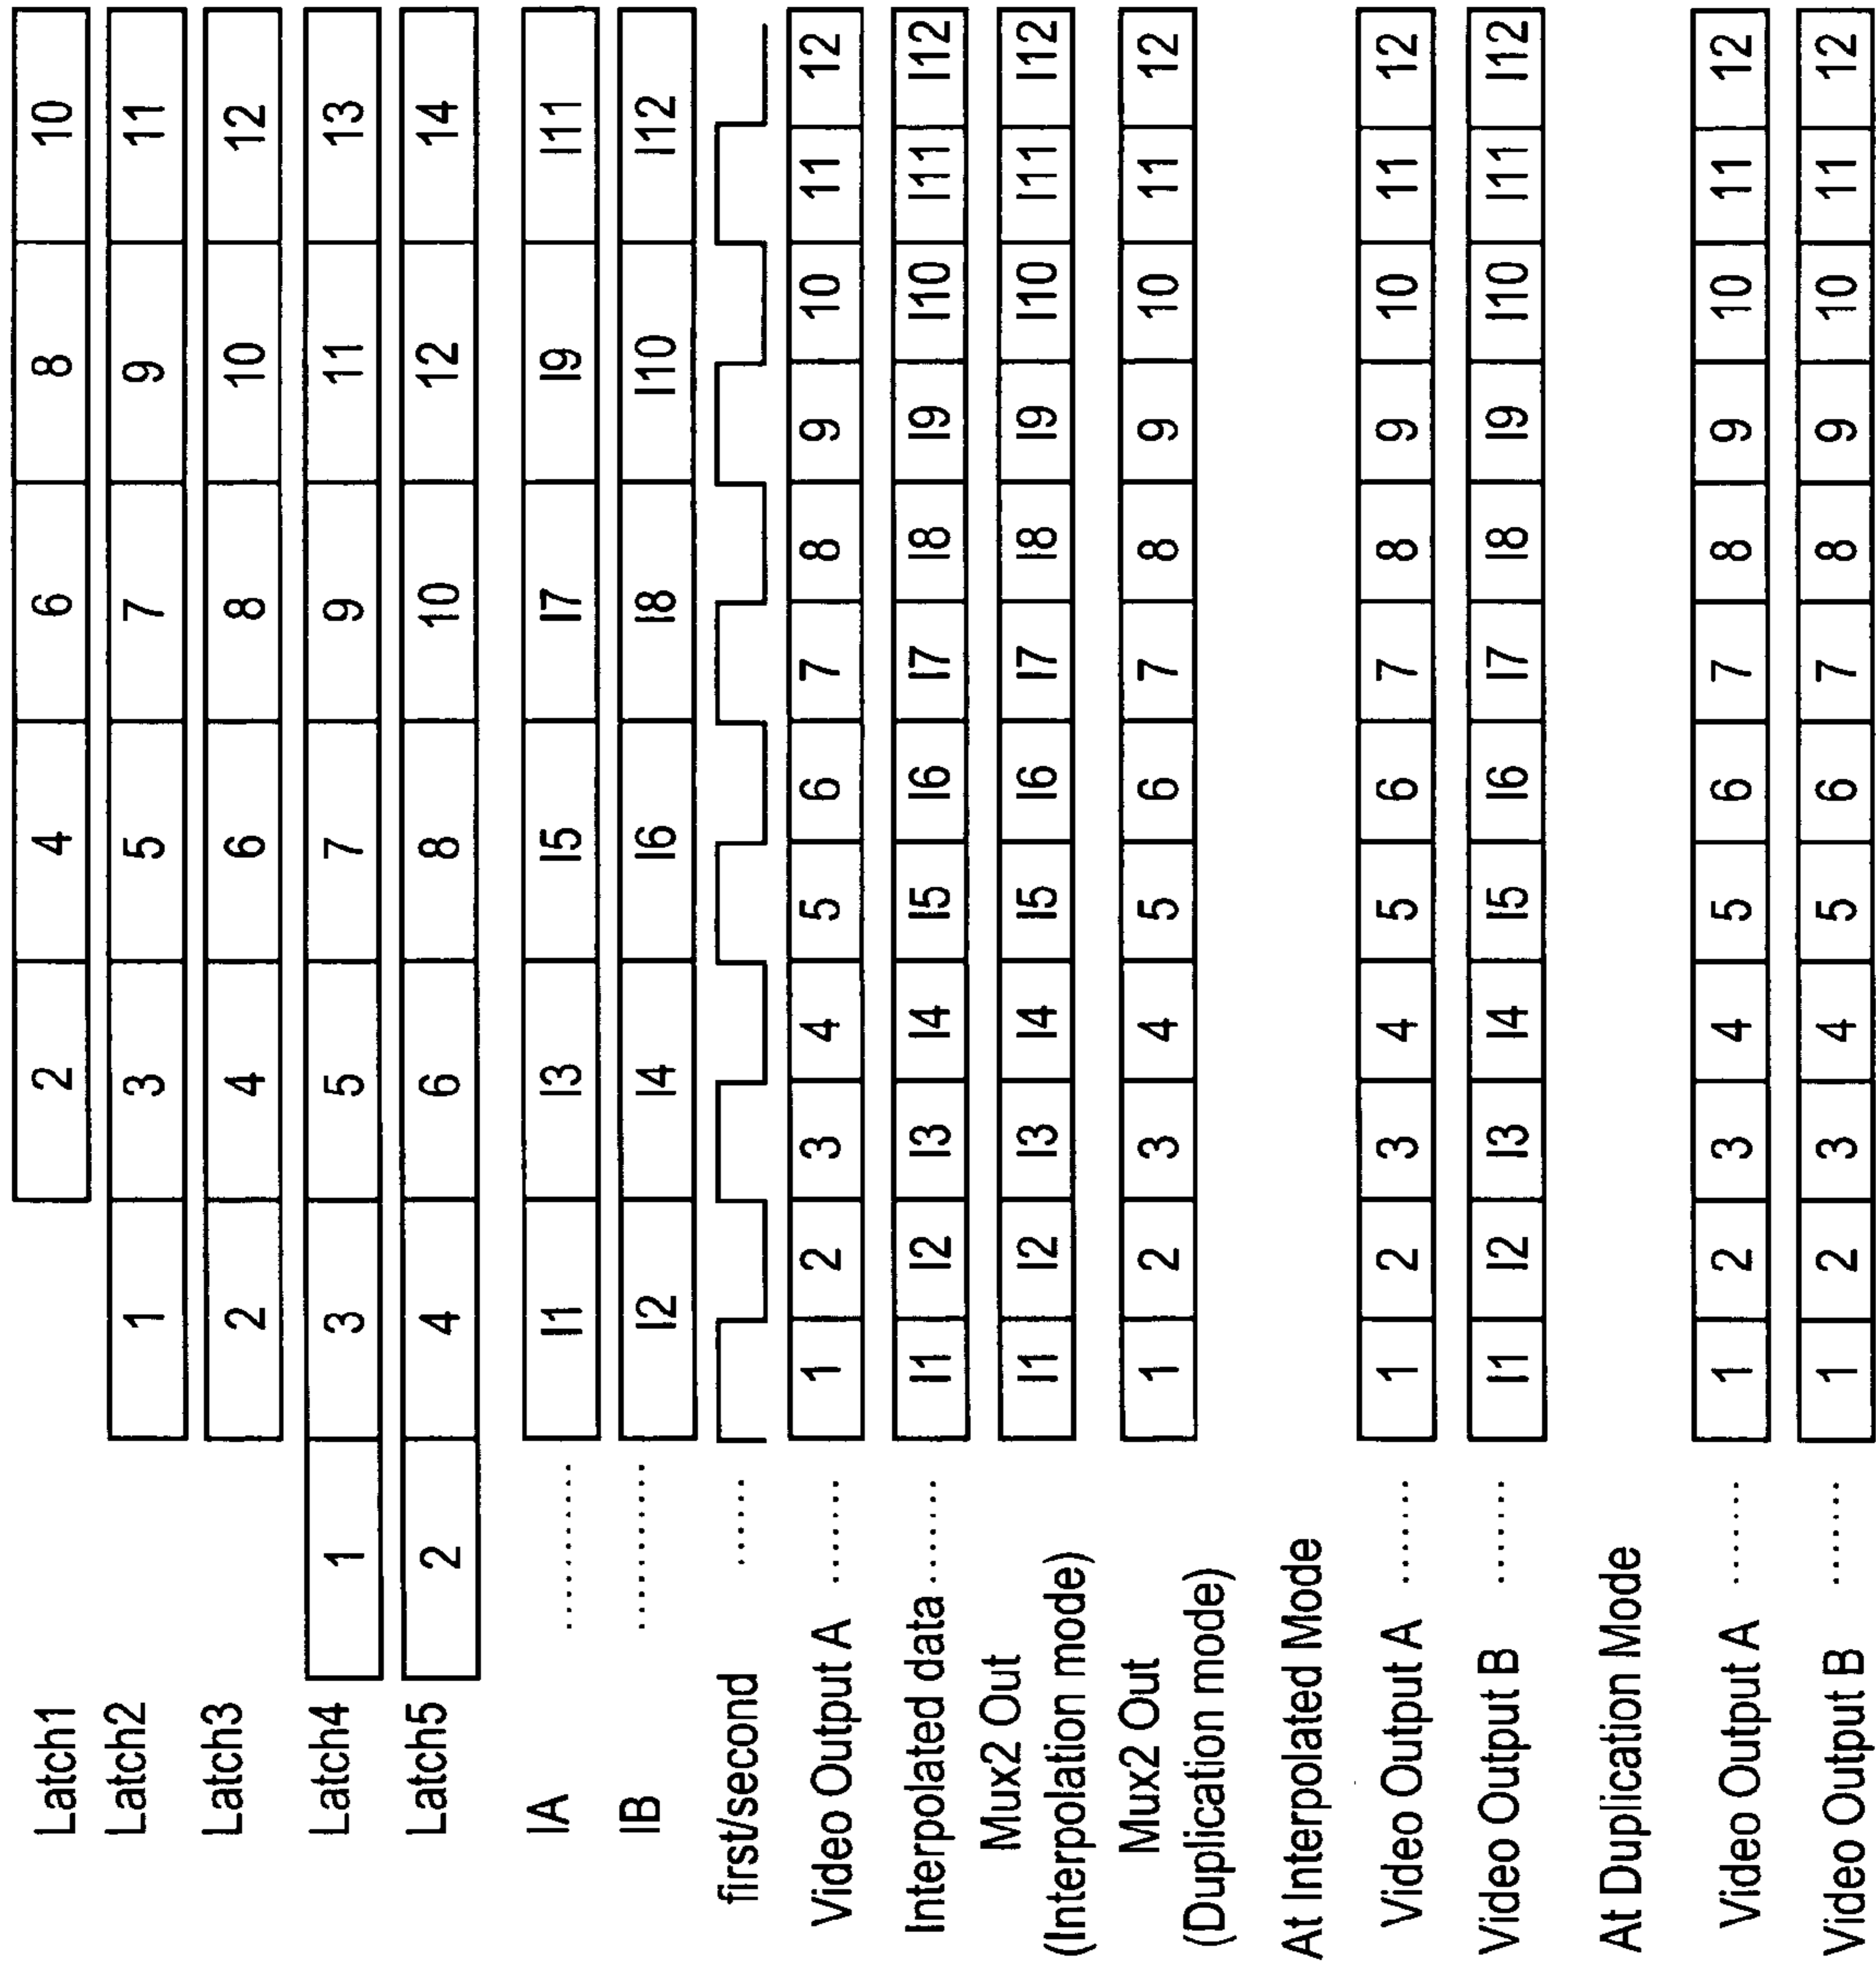 Latch1 2 4 6 8 10
Latch2 1 3 5 7 9 11
Latch3 2 4 6 8 10 12
Latch4 1 3 5 7 9 11 13
Latch5 2 4 6 8 10 12 14
IA ......... I1 I3 I5 I7 I9 I11
IB ......... I2 I4 I6 I8 I10 I12
first/second ......
Video Output A ....... 1 2 3 4 5 6 7 8 9 10 11 12
Interpolated data ....... I1 I2 I3 I4 I5 I6 I7 I8 I9 I10 I11 I12
Mux2 Out
(Interpolation mode) I1 I2 I3 I4 I5 I6 I7 I8 I9 I10 I11 I12
Mux2 Out
(Duplication mode) 1 2 3 4 5 6 7 8 9 10 11 12
At Interpolated Mode
Video Output A ....... 1 2 3 4 5 6 7 8 9 10 11 12
Video Output B ....... I1 I2 I3 I4 I5 I6 I7 I8 I9 I10 I11 I12
At Duplication Mode
Video Output A ....... 1 2 3 4 5 6 7 8 9 10 11 12
Video Output B ....... 1 2 3 4 5 6 7 8 9 10 11 12